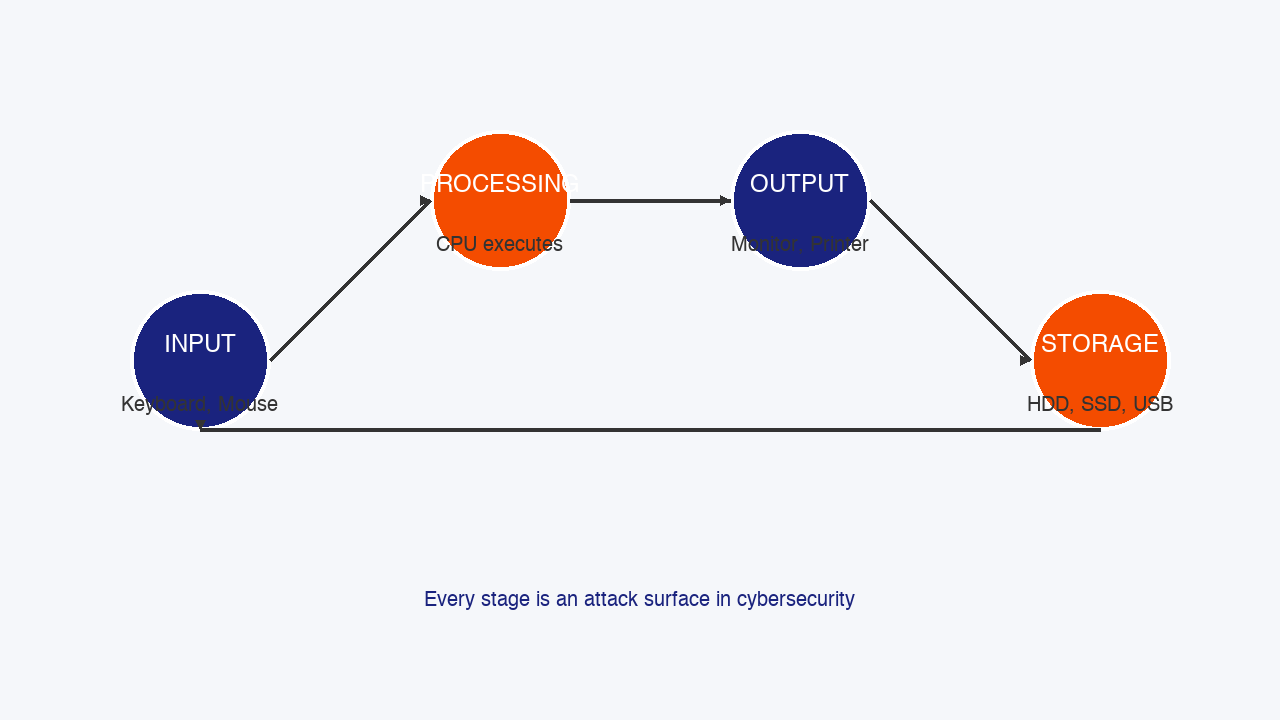 PROCESSING
CPU executes
OUTPUT
Monitor, Printer
INPUT
Keyboard, Mouse
STORAGE
HDD, SSD, USB
Every stage is an attack surface in cybersecurity